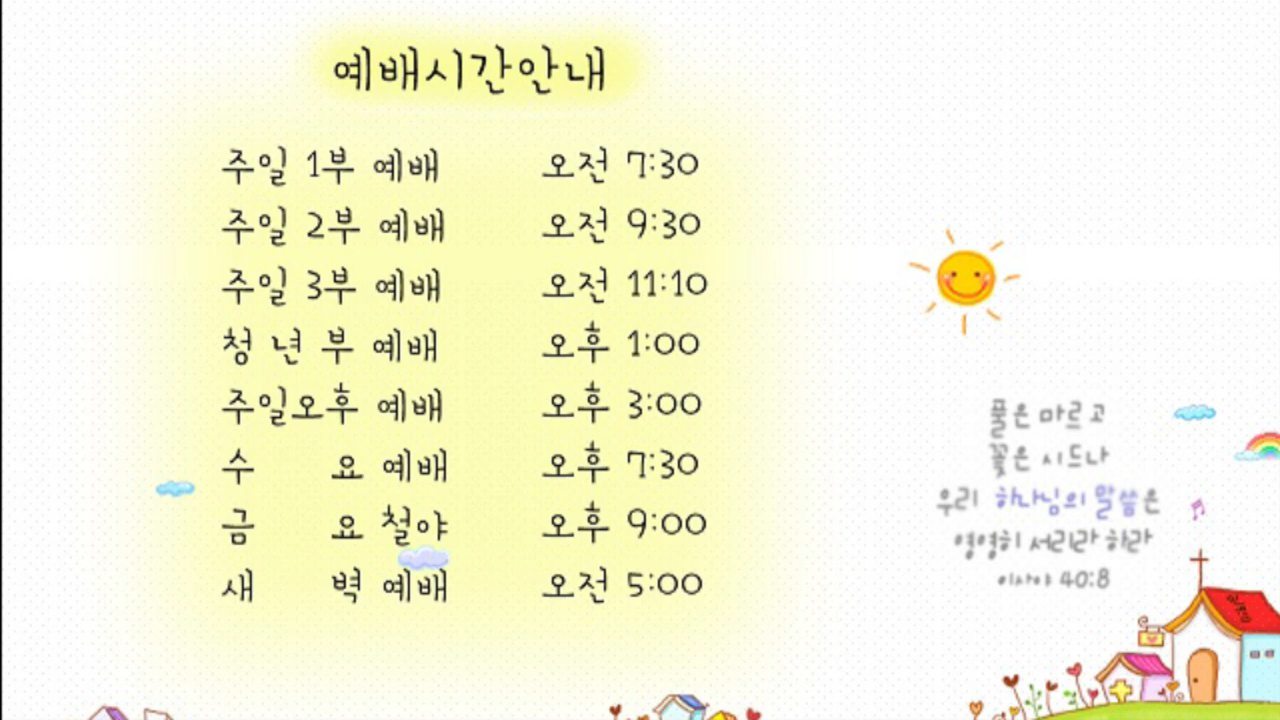 예배시간안내
주일 1부 예배 오전 7:30
주일 2부 예배 오전 9:30
주일 3부 예배 오전 11:10
청 년 부 예배 오후 1:00
주일오후 예배 오후 3:00
수 요 예배 오후 7:30
금 요 철야 오후 9:00
새 벽 예배 오전 5:00
풀은 마르고
꽃은 시드나
우리 하나님의 말씀은
영영히 서리라 하라
이사야 40:8